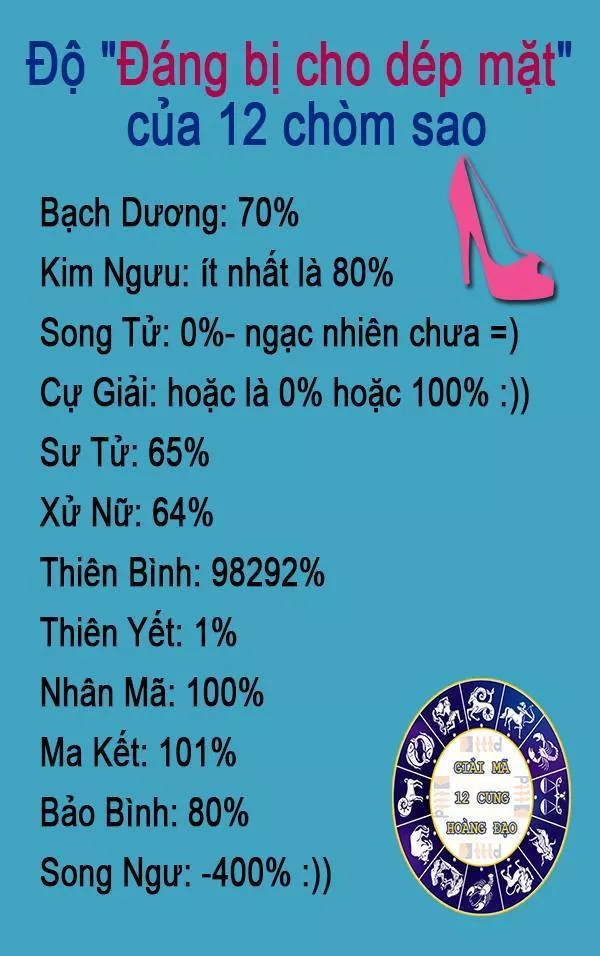 Độ "Đáng bị cho dép mặt"
của 12 chòm sao
Bạch Dương: 70%
Kim Ngưu: ít nhất là 80%
Song Tử: 0%- ngạc nhiên chưa =)
Cự Giải: hoặc là 0% hoặc 100% :))
Sư Tử: 65%
Xử Nữ: 64%
Thiên Bình: 98292%
Thiên Yết: 1%
Nhân Mã: 100%
Ma Kết: 101%
Bảo Bình: 80%
Song Ngư: -400% :))
GIẢI MÃ
12 CUNG
HOÀNG ĐẠO